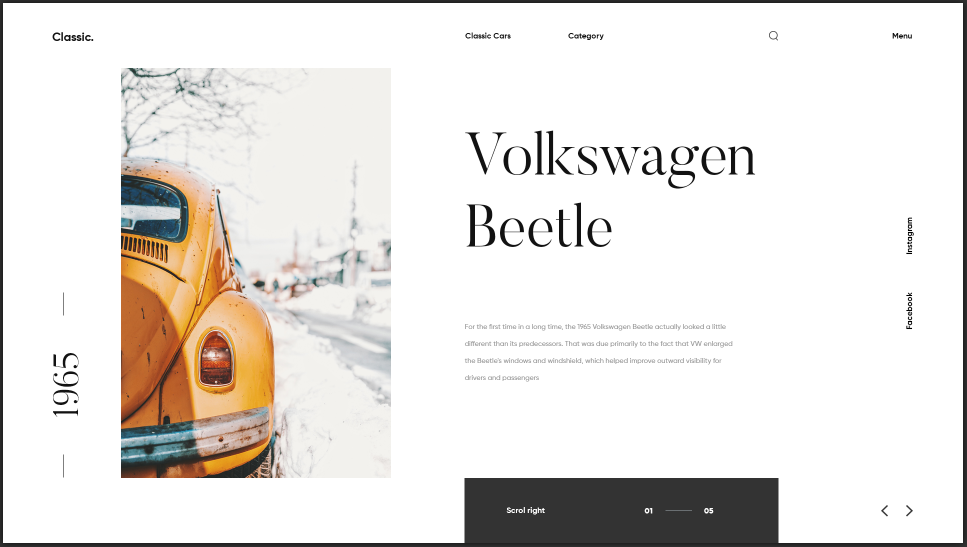 Classic.
Classic Cars
Category
Menu
Volkswagen
Beetle
Instagram
Facebook
For the first time in a long time, the 1965 Volkswagen Beetle actually looked a little
different than its predecessors. That was due primarily to the fact that VW enlarged
the Beetle's windows and windshield, which helped improve outward visibility for
drivers and passengers
1965
Scrol right
01
05